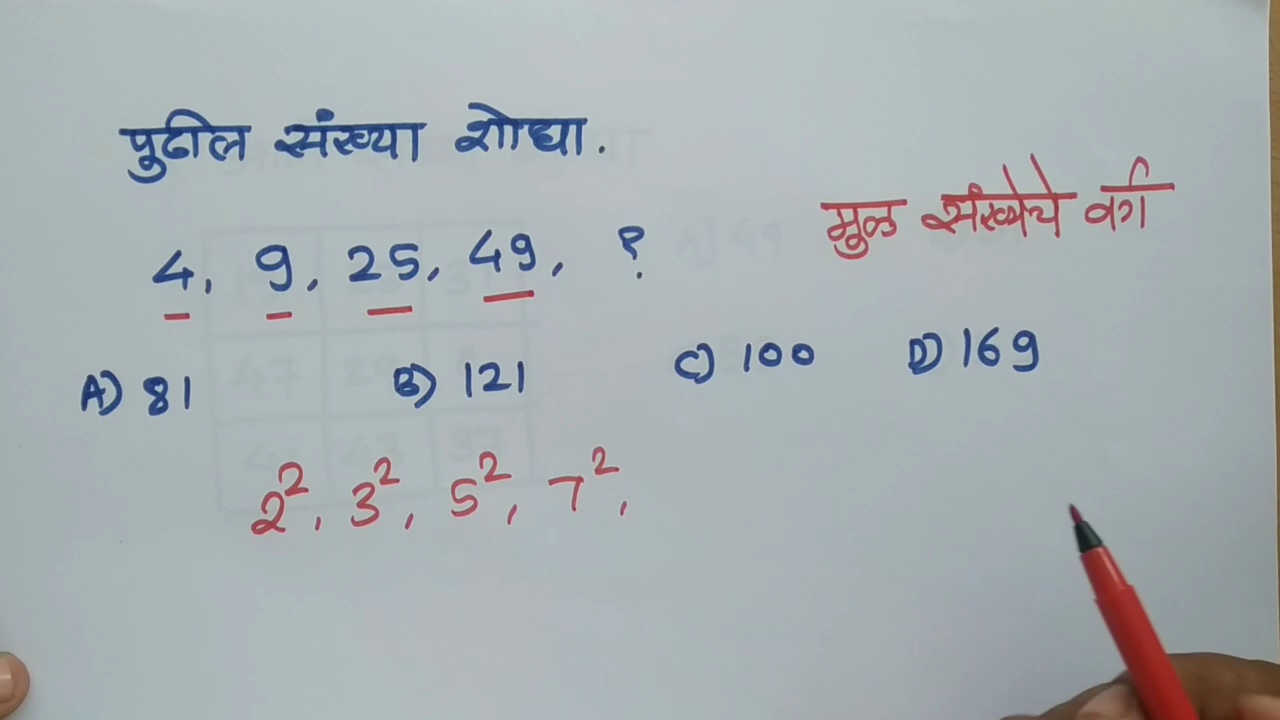 पुढील संख्या शोधा.
मुळ संख्येचे वर्ग
4, 9, 25, 49, ?
A) 81 B) 121 C) 100 D) 169
2², 3², 5², 7²,